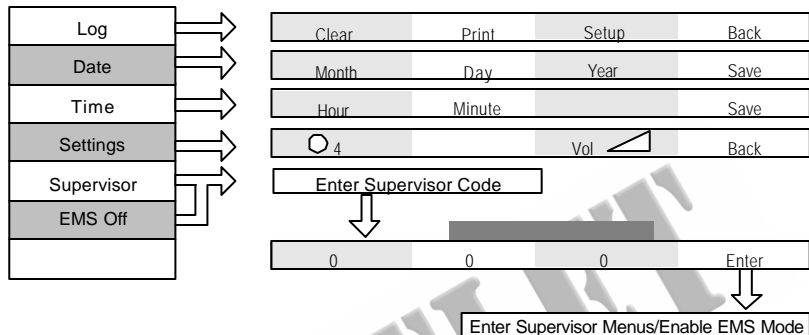 Log
Clear Print Setup Back
Date
Month Day Year Save
Time
Hour Minute Save
Settings
4 Vol Back
Supervisor
Enter Supervisor Code
EMS Off
0 0 0 Enter
Enter Supervisor Menus/Enable EMS Mode